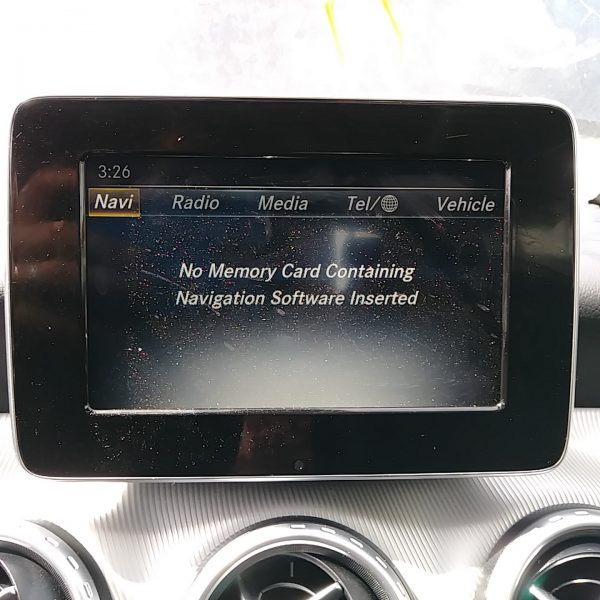 3:26
Navi Radio Media Tel/ Vehicle
No Memory Card Containing
Navigation Software Inserted